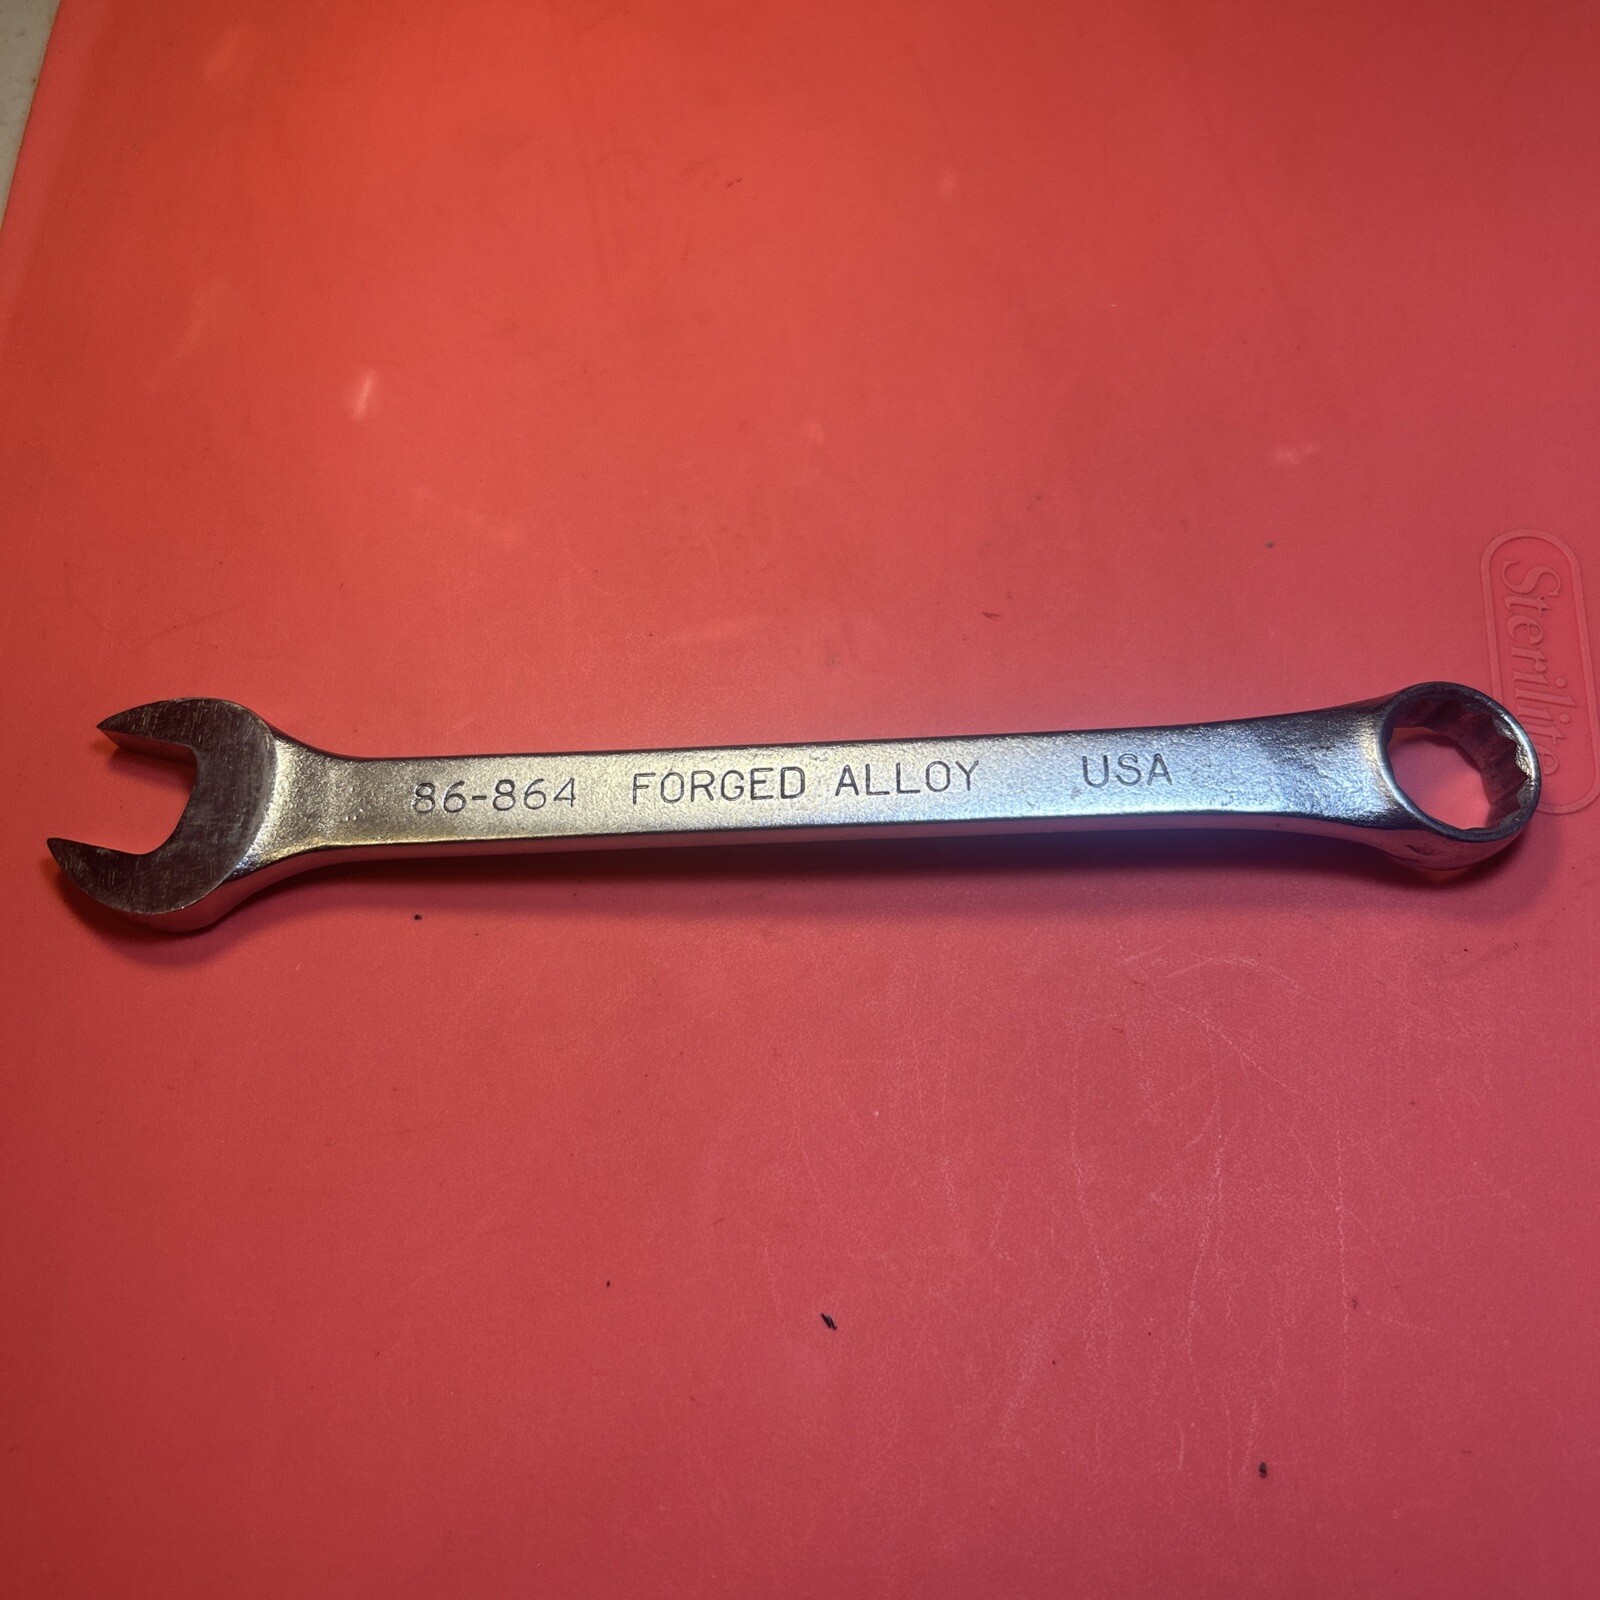 86-864 FORGED ALLOY USA
Sterilite